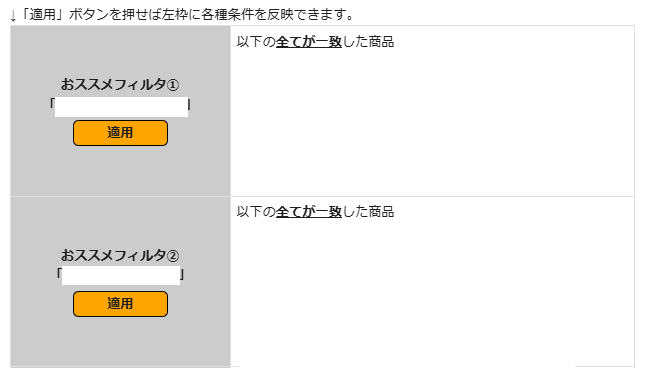 ↓「適用」ボタンを押せば左枠に各種条件を反映できます。
以下の全てが一致した商品
おススメフィルタ①
「 」
適用
以下の全てが一致した商品
おススメフィルタ②
「 」
適用